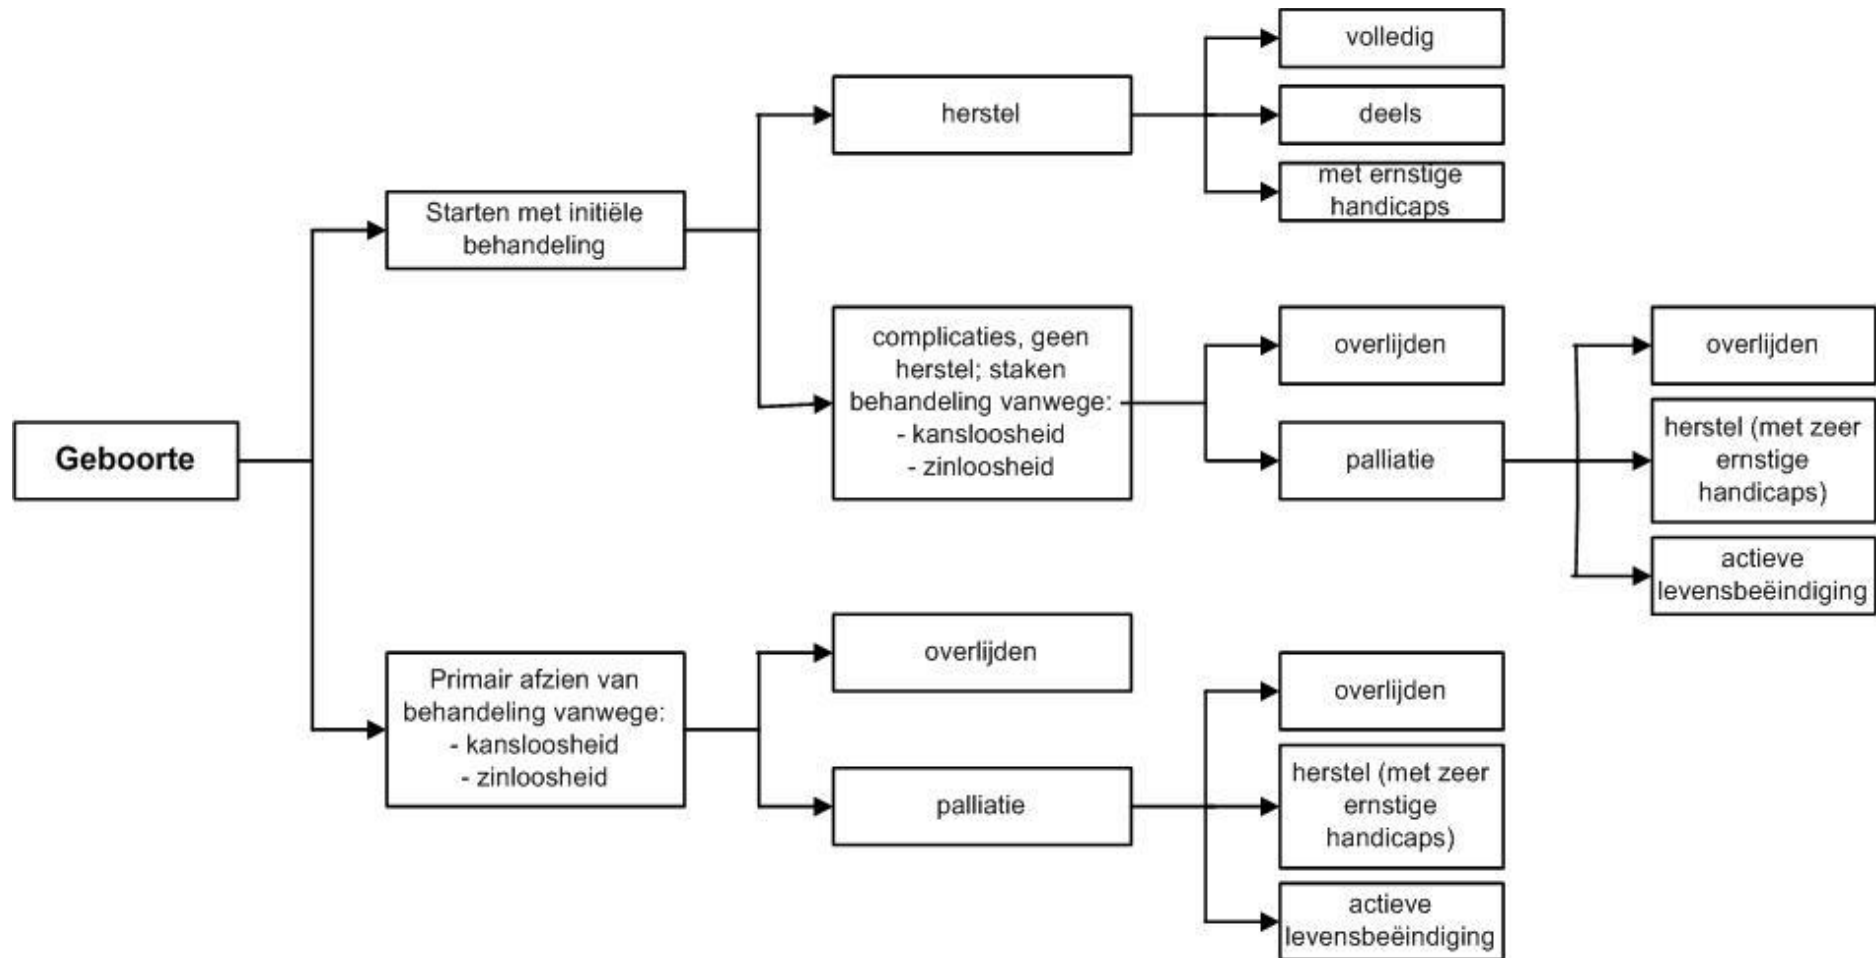 Geboorte
Starten met initiële
behandeling
herstel
volledig
deels
met ernstige
handicaps
complicaties, geen
herstel; staken
behandeling vanwege:
- kansloosheid
- zinloosheid
overlijden
palliatie
overlijden
herstel (met zeer
ernstige
handicaps)
actieve
levensbeëindiging
Primair afzien van
behandeling vanwege:
- kansloosheid
- zinloosheid
overlijden
palliatie
overlijden
herstel (met zeer
ernstige
handicaps)
actieve
levensbeëindiging